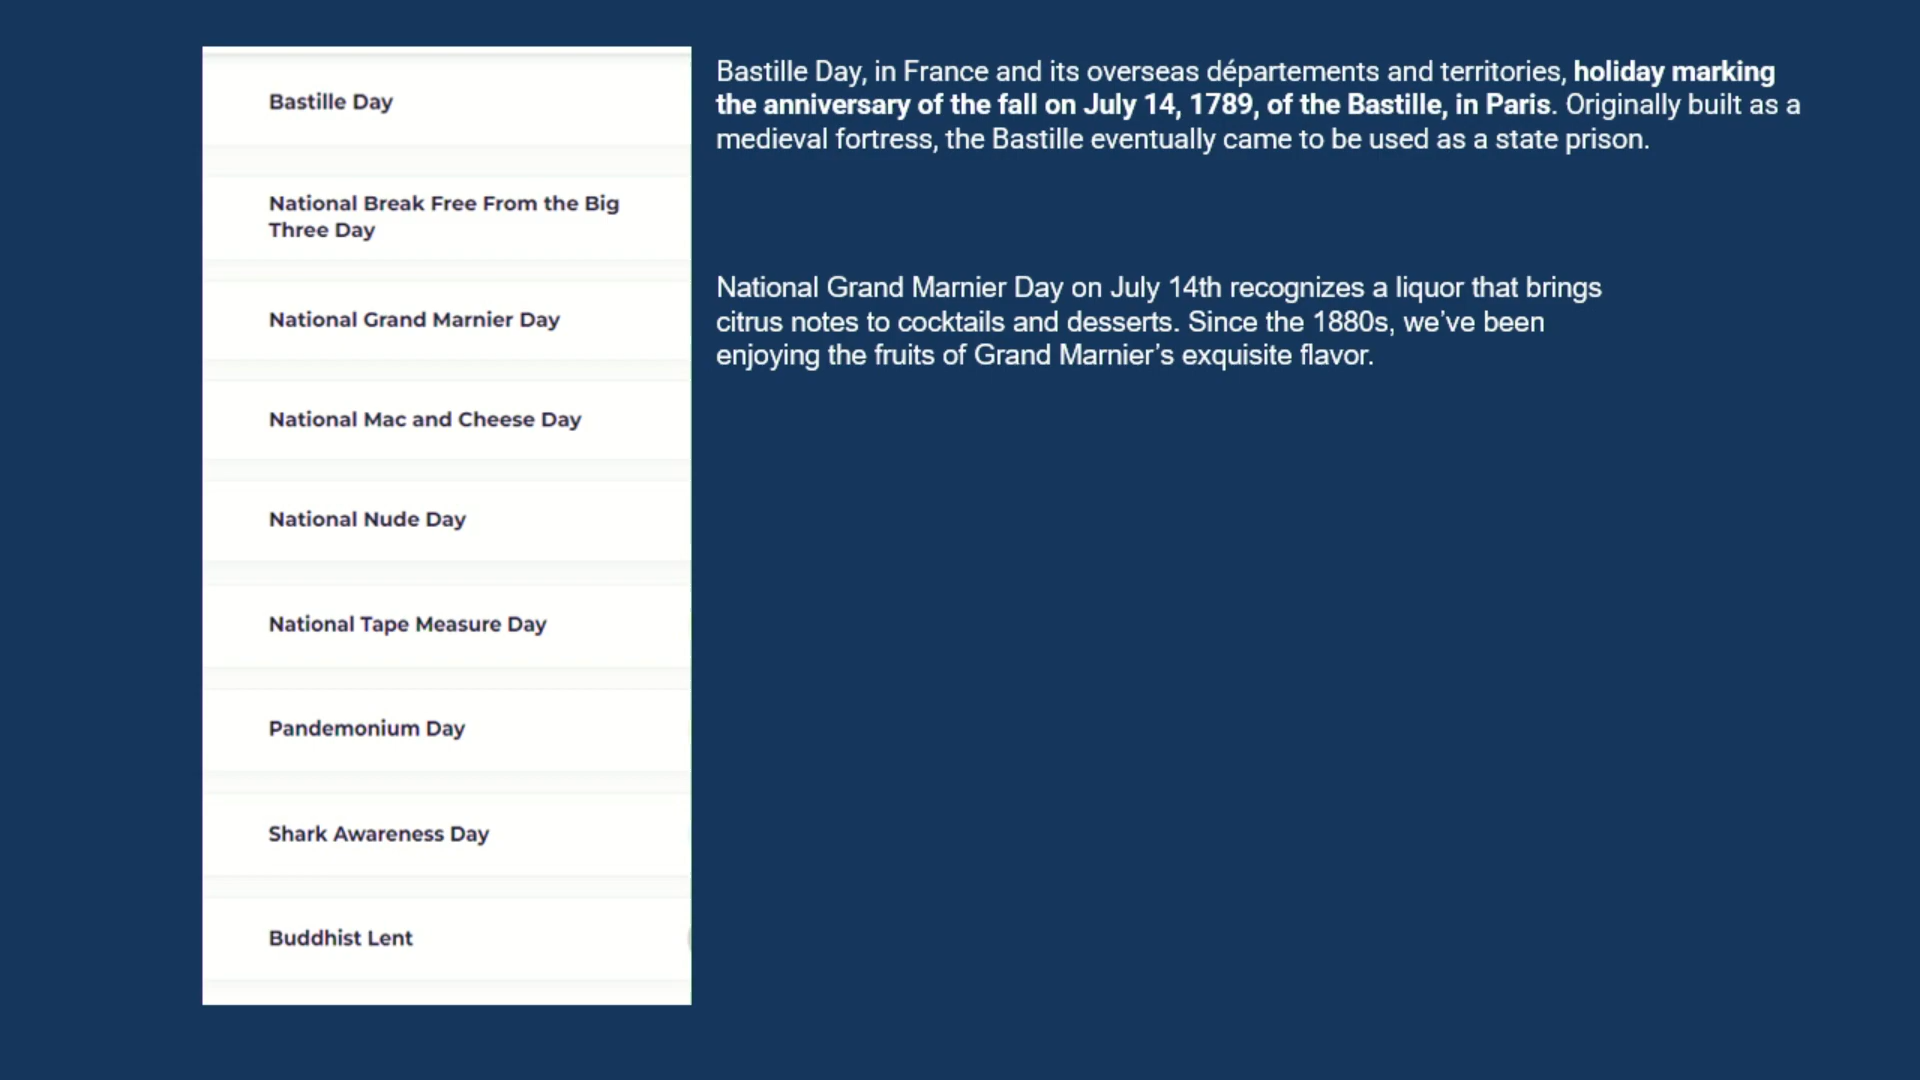 Bastille Day
National Break Free From the Big
Three Day
National Grand Marnier Day
National Mac and Cheese Day
National Nude Day
National Tape Measure Day
Pandemonium Day
Shark Awareness Day
Buddhist Lent
Bastille Day, in France and its overseas départements and territories, holiday marking
the anniversary of the fall on July 14, 1789, of the Bastille, in Paris. Originally built as a
medieval fortress, the Bastille eventually came to be used as a state prison.
National Grand Marnier Day on July 14th recognizes a liquor that brings
citrus notes to cocktails and desserts. Since the 1880s, we’ve been
enjoying the fruits of Grand Marnier’s exquisite flavor.